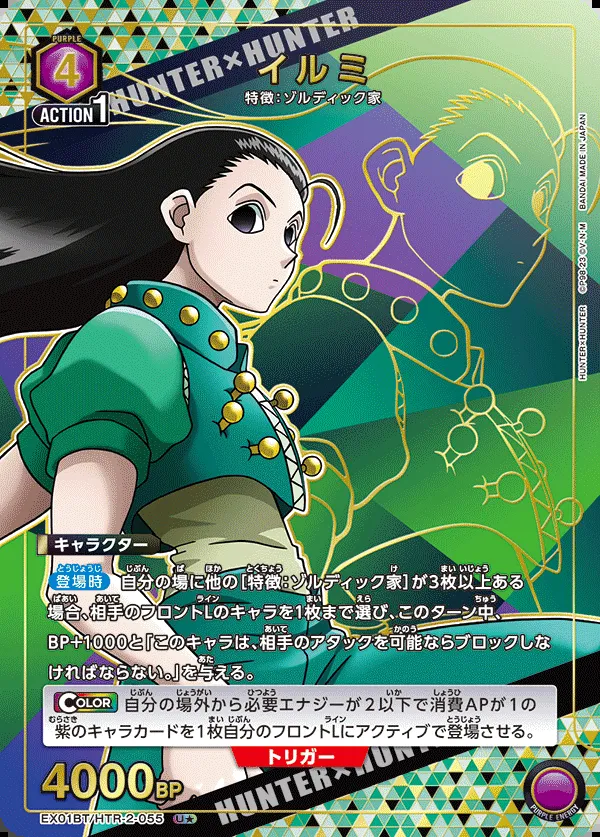 PURPLE
4
ACTION 1
HUNTER×HUNTER
イルミ
特徴：ゾルディック家
HUNTER×HUNTER ©P98-23 ©V･N･M BANDAI MADE IN JAPAN
キャラクター
登場時 自分の場に他の[特徴：ゾルディック家]が3枚以上ある
場合、相手のフロントLのキャラを1枚まで選び、このターン中、
BP+1000と「このキャラは、相手のアタックを可能ならブロックしな
ければならない。」を与える。
COLOR 自分の場外から必要エナジーが2以下で消費APが1の
紫のキャラカードを1枚自分のフロントLにアクティブで登場させる。
トリガー
4000BP
HUNTER×HUNTER
EX01BT/HTR-2-055 U★
PURPLE ENERGY